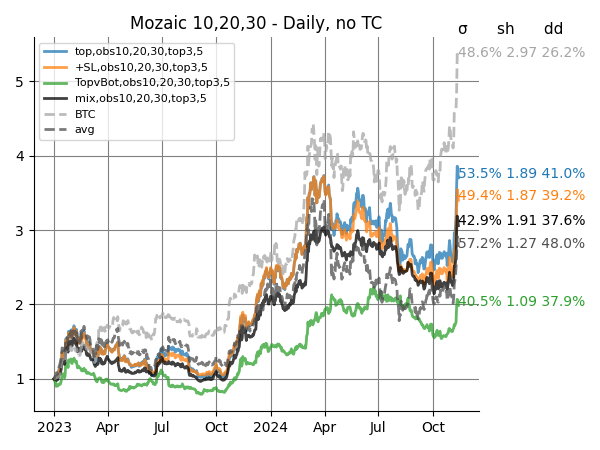 Mozaic 10,20,30 - Daily, no TC
σ sh dd
top,obs10,20,30,top3,5
+SL,obs10,20,30,top3,5
TopvBot,obs10,20,30,top3,5
mix,obs10,20,30,top3,5
BTC
avg
48.6% 2.97 26.2%
53.5% 1.89 41.0%
49.4% 1.87 39.2%
42.9% 1.91 37.6%
57.2% 1.27 48.0%
40.5% 1.09 37.9%
5
4
3
2
1
2023 Apr Jul Oct 2024 Apr Jul Oct